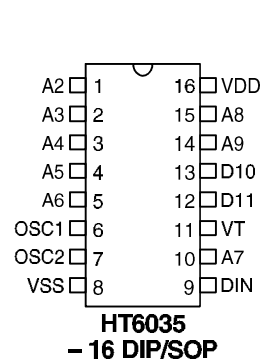 A2 1 16 VDD
A3 2 15 A8
A4 3 14 A9
A5 4 13 D10
A6 5 12 D11
OSC1 6 11 VT
OSC2 7 10 A7
VSS 8 9 DIN
HT6035
– 16 DIP/SOP